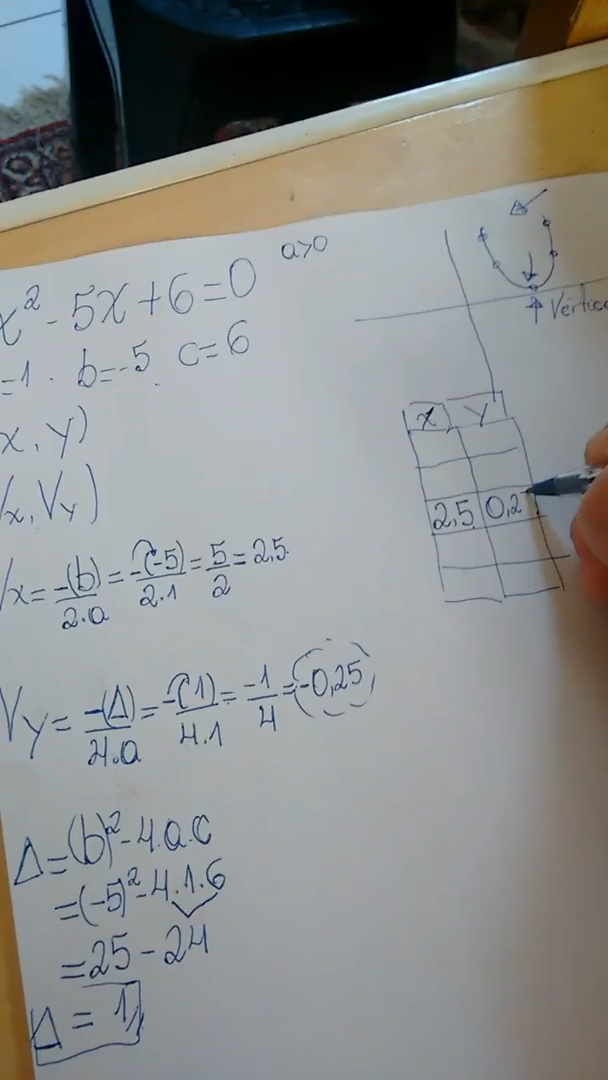 x² - 5x + 6 = 0
a>0
=1 . b=-5. c=6
x, y)
Vx, Vy)
Vx = -(b)/2.a = -(-5)/2.1 = 5/2 = 2,5
Vy = -(Δ)/4.a = -(1)/4.1 = -1/4 = -0,25
Δ = (b)² - 4.a.c
= (-5)² - 4.1.6
= 25 - 24
Δ = 1
Vértice
x y
2,5 0,2